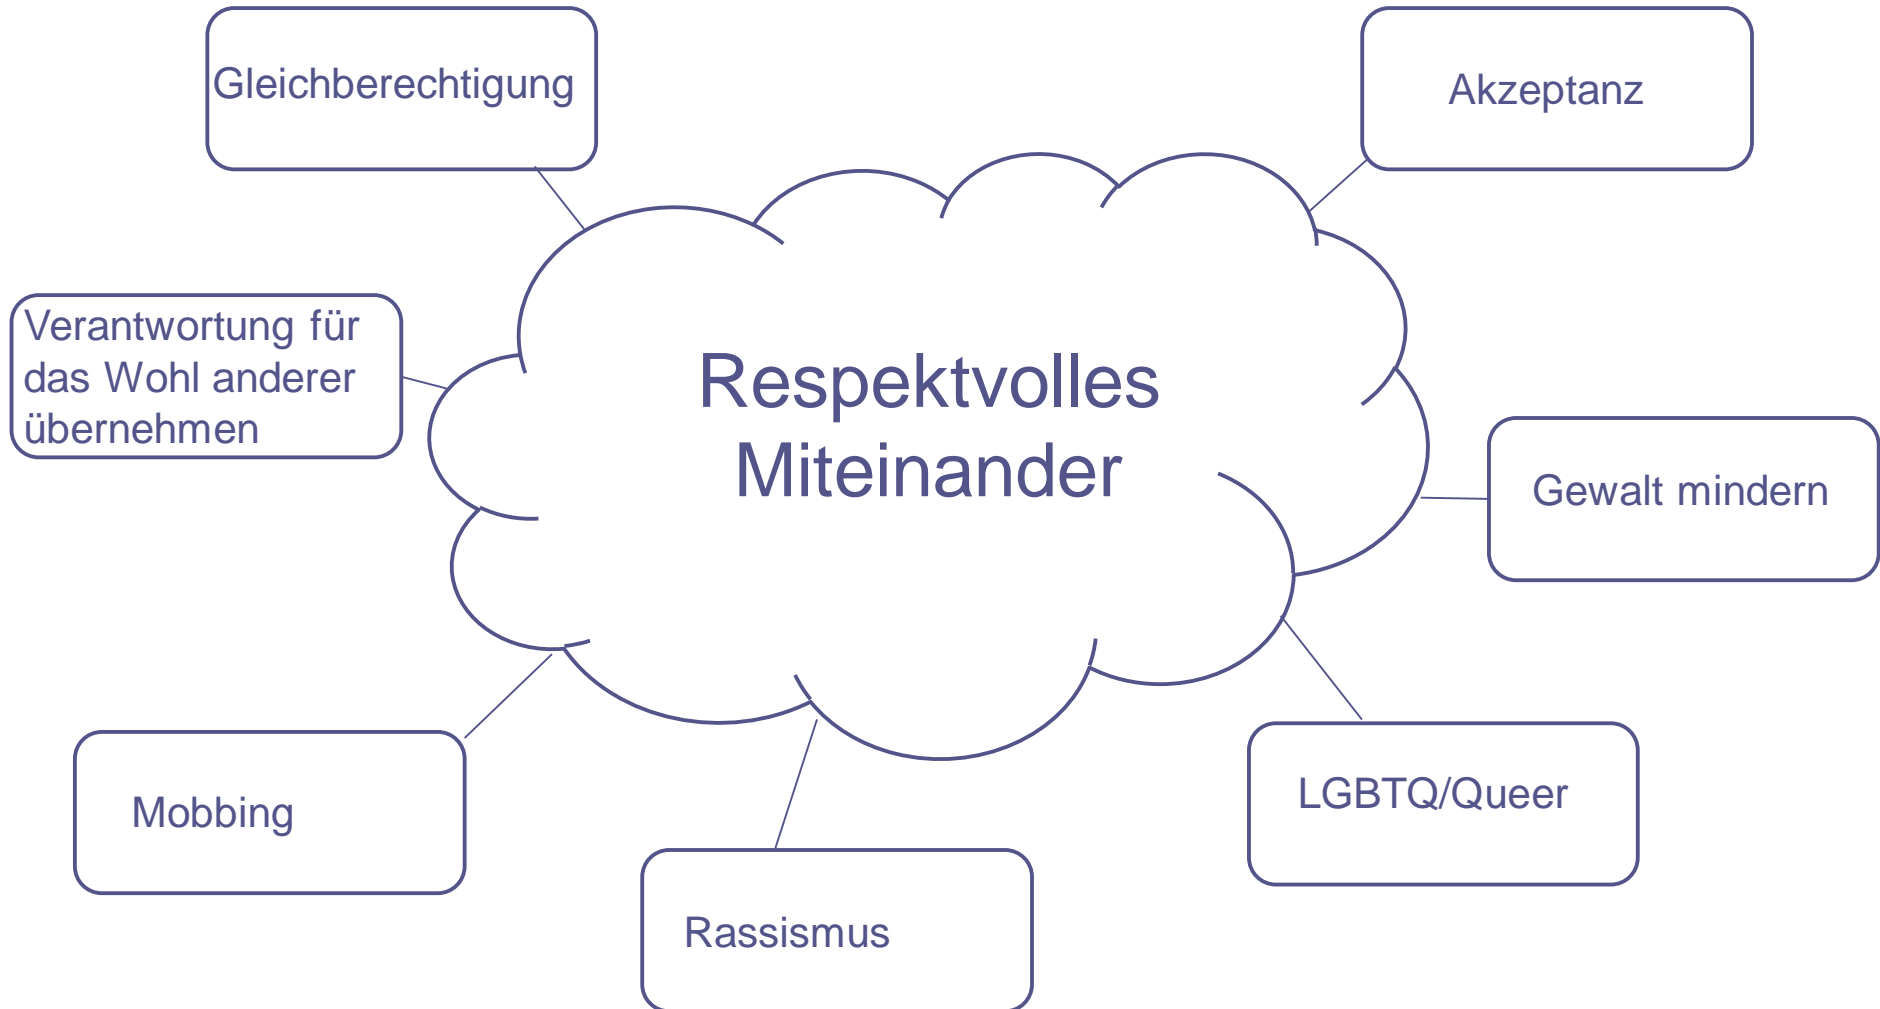 Gleichberechtigung
Akzeptanz
Verantwortung für
das Wohl anderer
übernehmen
Respektvolles
Miteinander
Gewalt mindern
Mobbing
LGBTQ/Queer
Rassismus